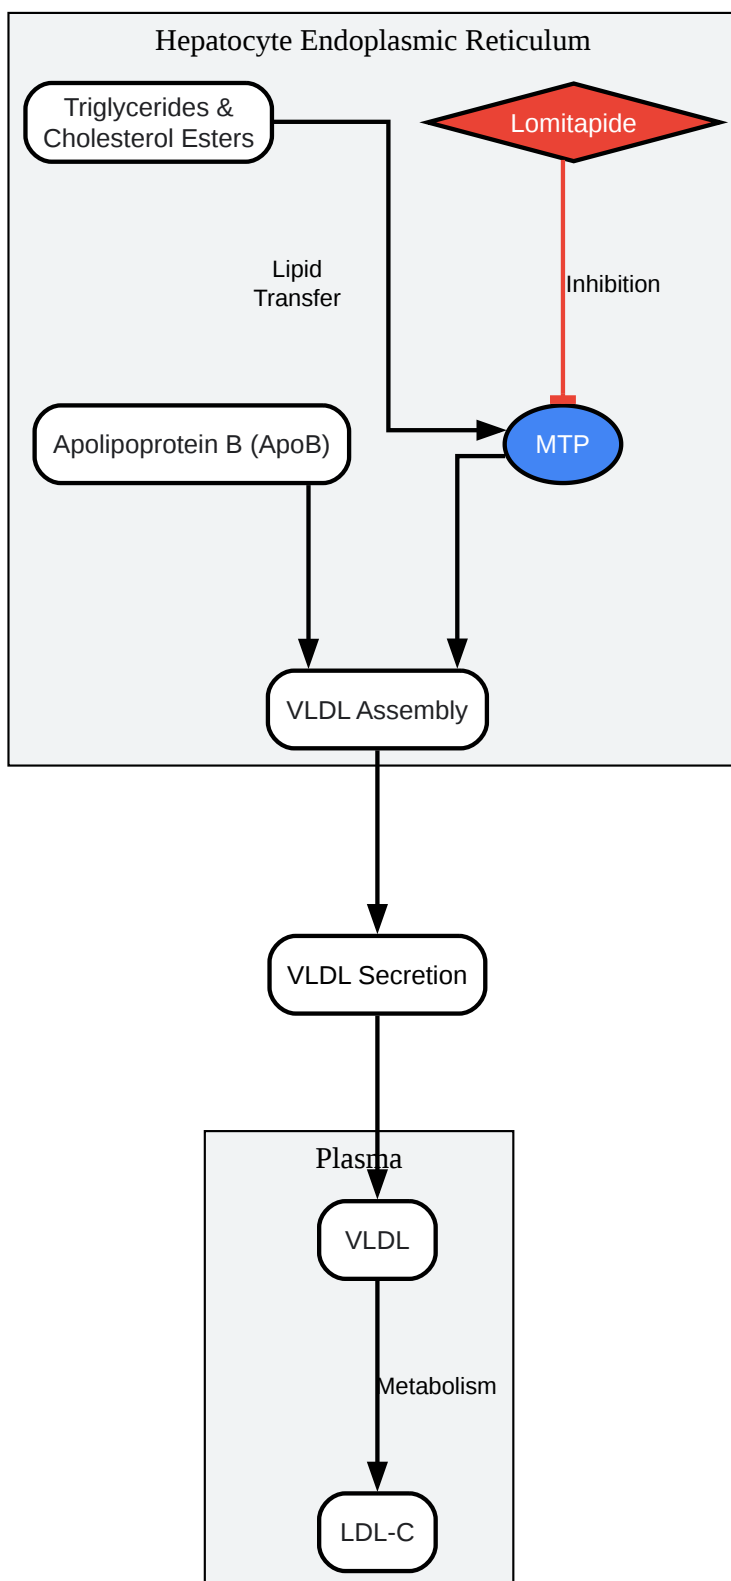 Hepatocyte Endoplasmic Reticulum
Triglycerides &
Cholesterol Esters
Lomitapide
Lipid
Transfer
Inhibition
Apolipoprotein B (ApoB)
MTP
VLDL Assembly
VLDL Secretion
Plasma
VLDL
Metabolism
LDL-C